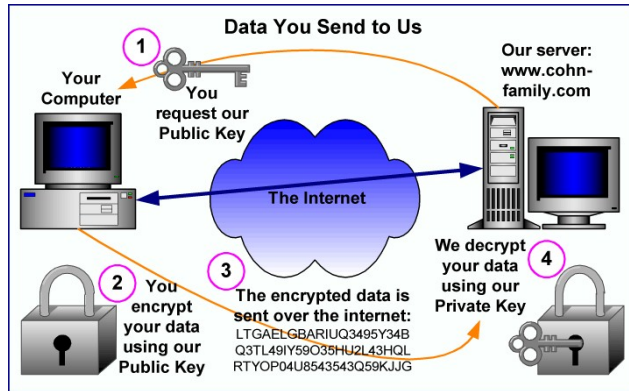 Data You Send to Us
1
Your
Computer
You
request our
Public Key
Our server:
www.cohn-
family.com
The Internet
2
You
encrypt
your data
using our
Public Key
3
The encrypted data is
sent over the internet:
LTGAELGBARIUQ3495Y34B
Q3TL49IY59O35HU2L43HQL
RTYOP04U8543543Q59KJJG
We decrypt
your data
using our
Private Key
4